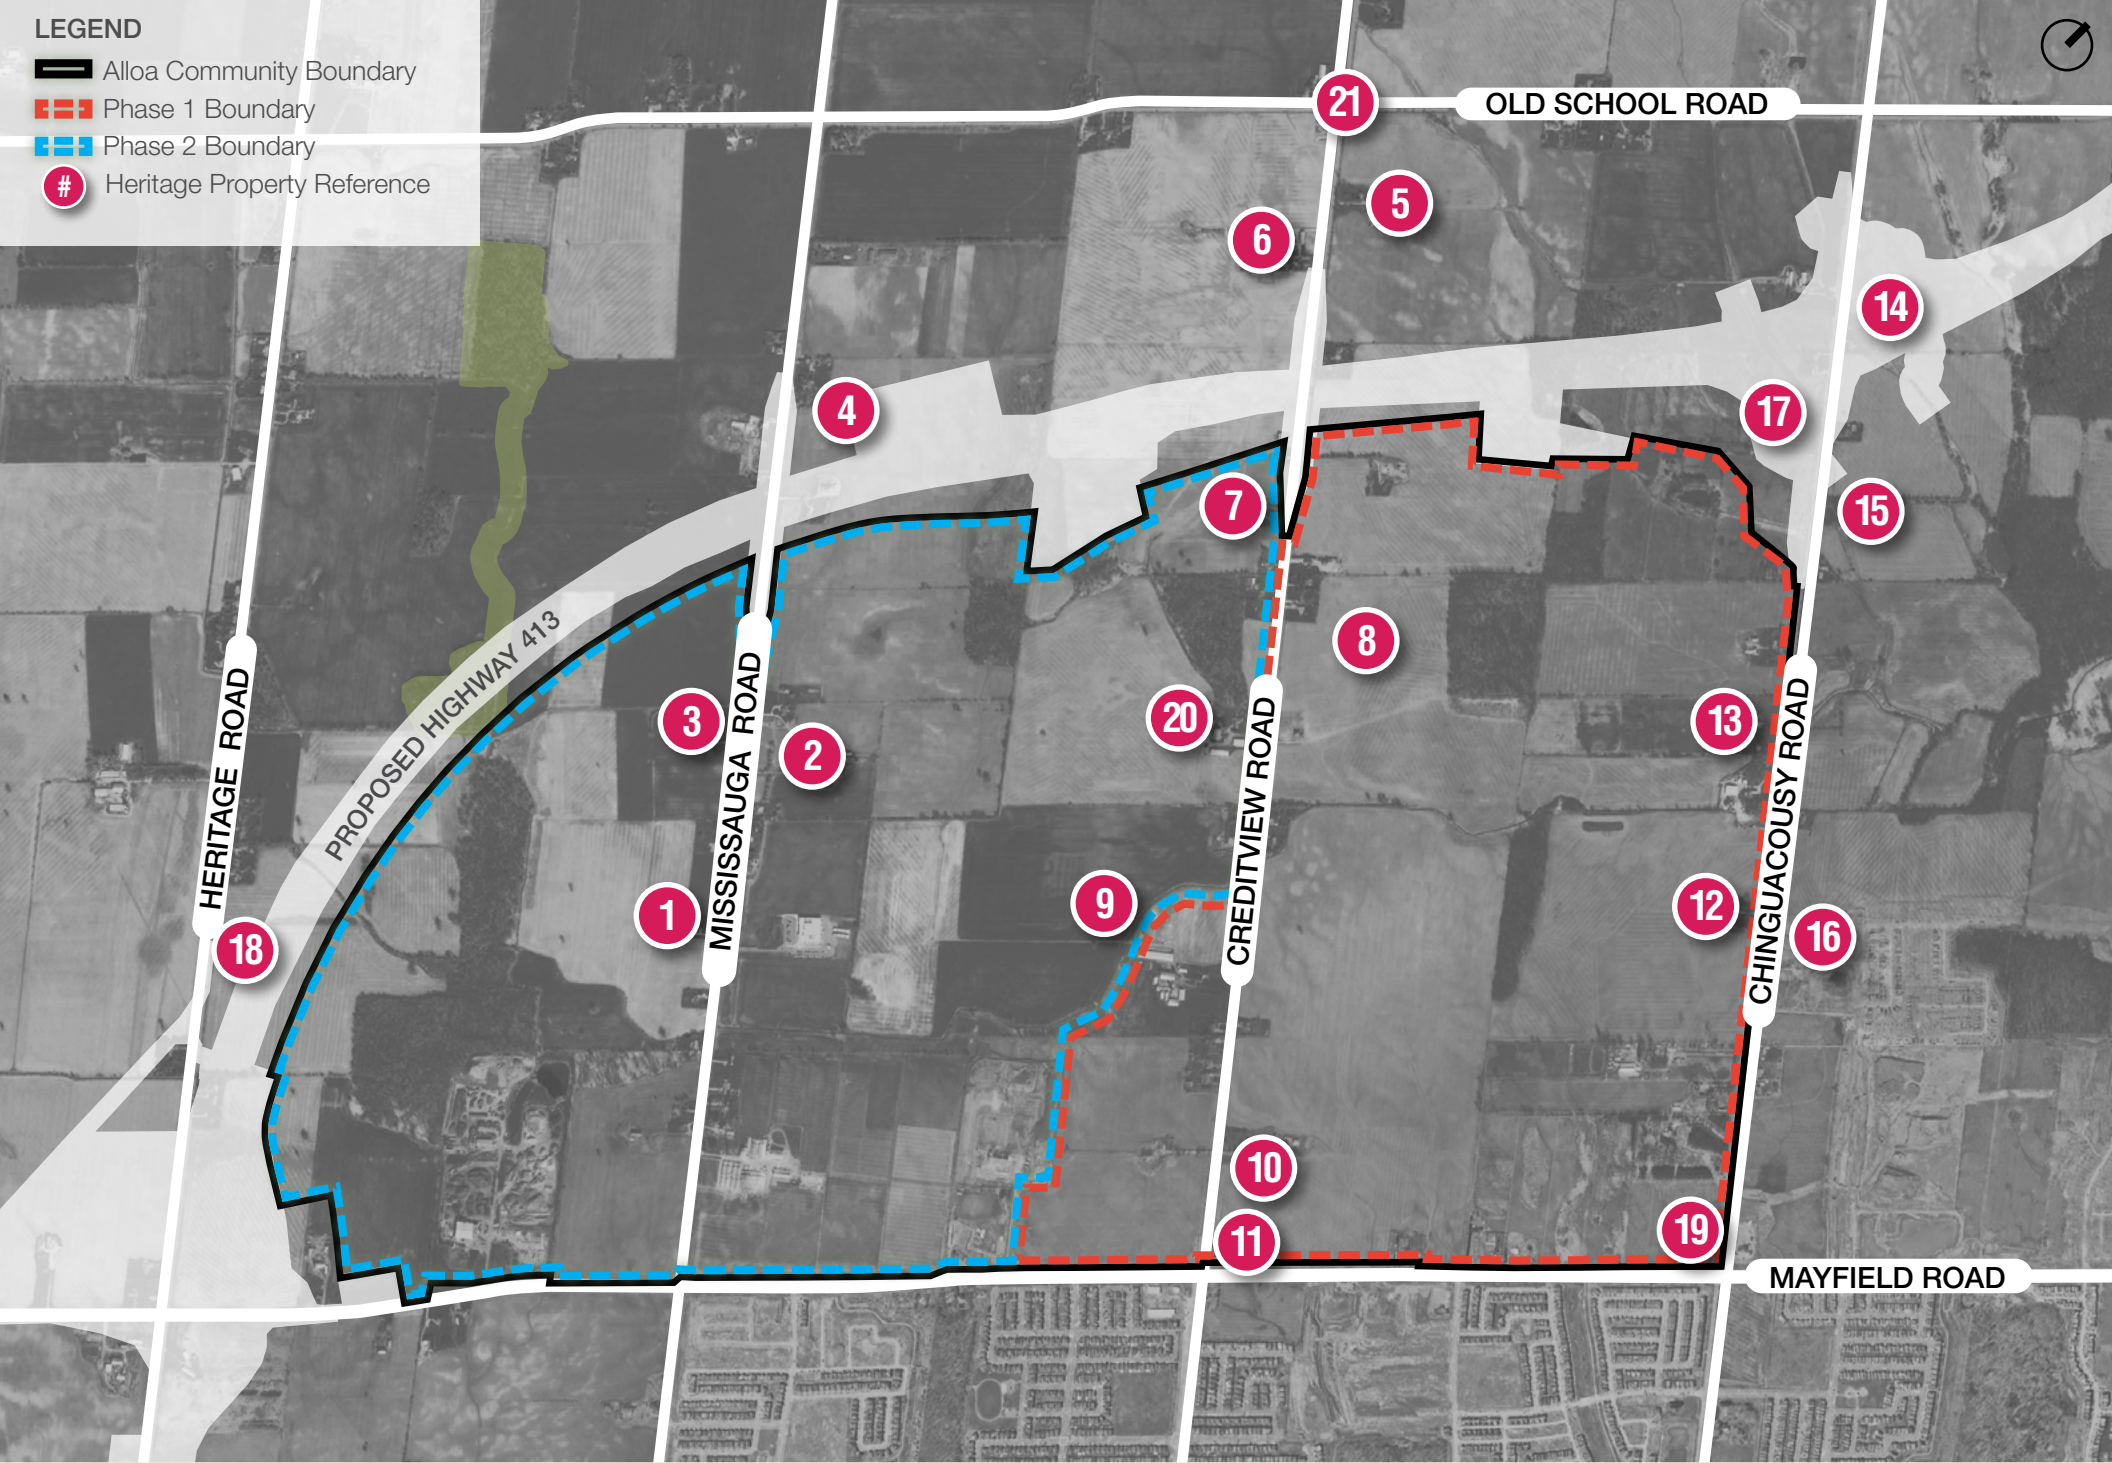 LEGEND
Alloa Community Boundary
Phase 1 Boundary
Phase 2 Boundary
# Heritage Property Reference
21
OLD SCHOOL ROAD
5
6
14
4
17
7
15
PROPOSED HIGHWAY 413
8
HERITAGE ROAD
3
MISSISSAUGA ROAD
2
20
CREDITVIEW ROAD
13
CHINGUACOUSY ROAD
1
9
12
16
18
10
11
19
MAYFIELD ROAD